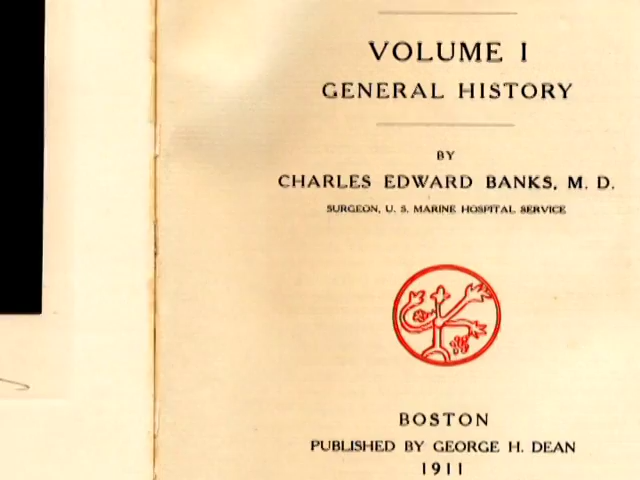 VOLUME I
GENERAL HISTORY
BY
CHARLES EDWARD BANKS, M. D.
SURGEON, U. S. MARINE HOSPITAL SERVICE
BOSTON
PUBLISHED BY GEORGE H. DEAN
1911